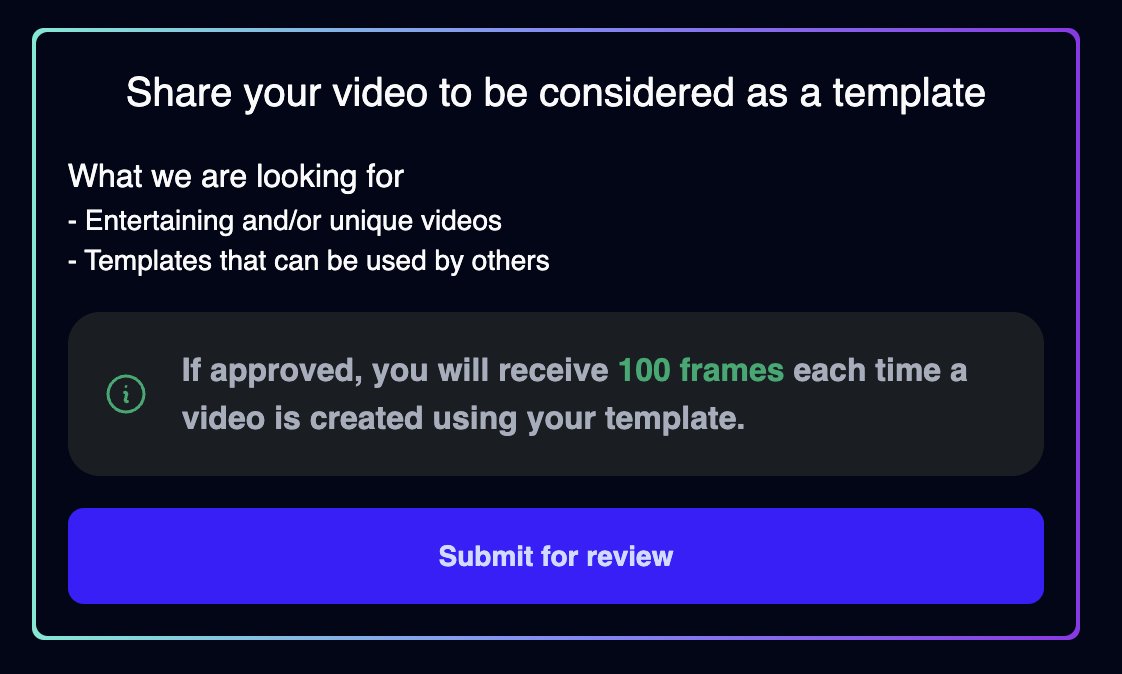 Share your video to be considered as a template
What we are looking for
- Entertaining and/or unique videos
- Templates that can be used by others
If approved, you will receive 100 frames each time a
video is created using your template.
Submit for review